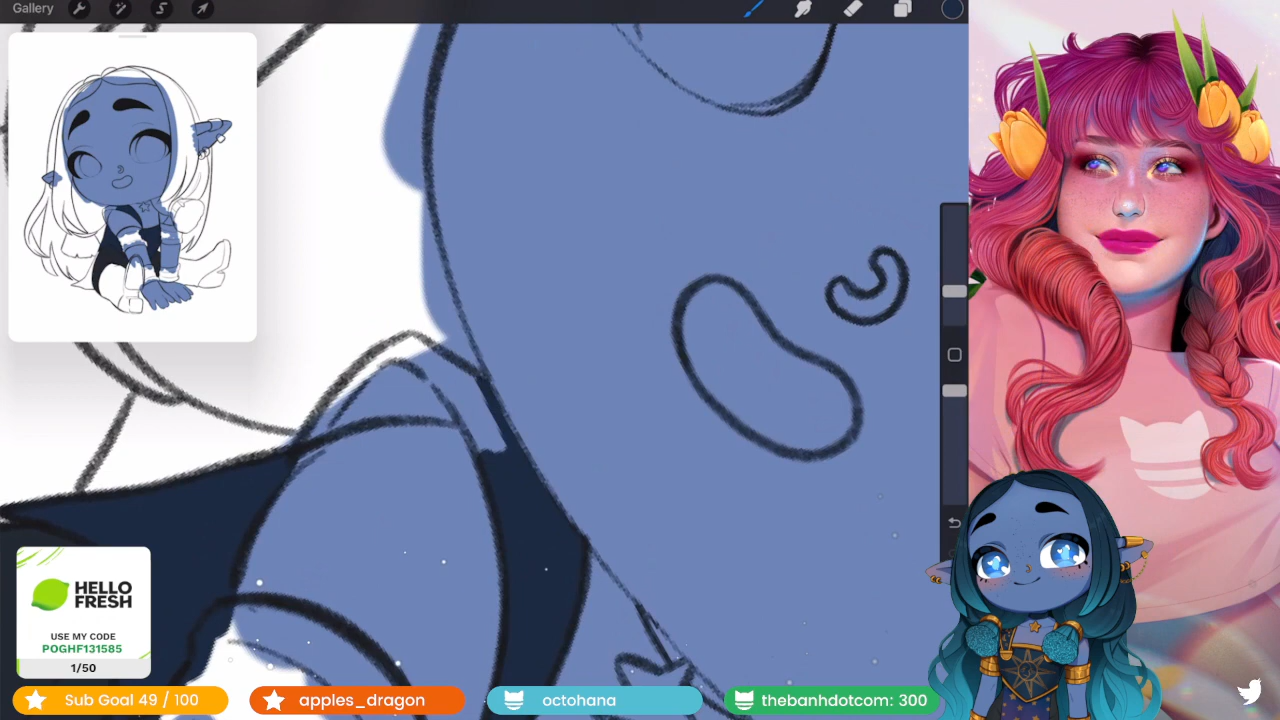 Gallery
HELLO
FRESH
USE MY CODE
POGHF131585
1/50
Sub Goal 49 / 100
apples_dragon
octohana
thebanhdotcom: 300